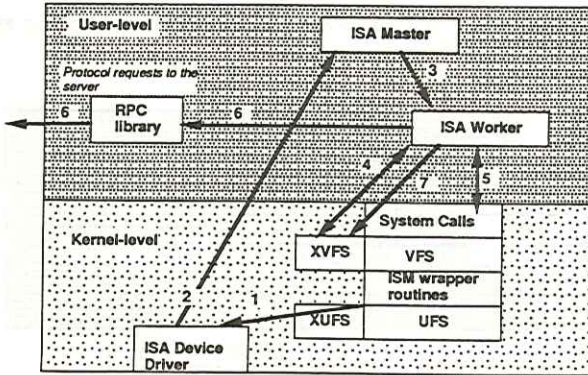 User-level
ISA Master
Protocol requests to the
server
3
6
RPC
library
6
ISA Worker
4
7
5
System Calls
Kernel-level
XVFS
VFS
ISM wrapper
routines
2
1
XUFS
UFS
ISA Device
Driver